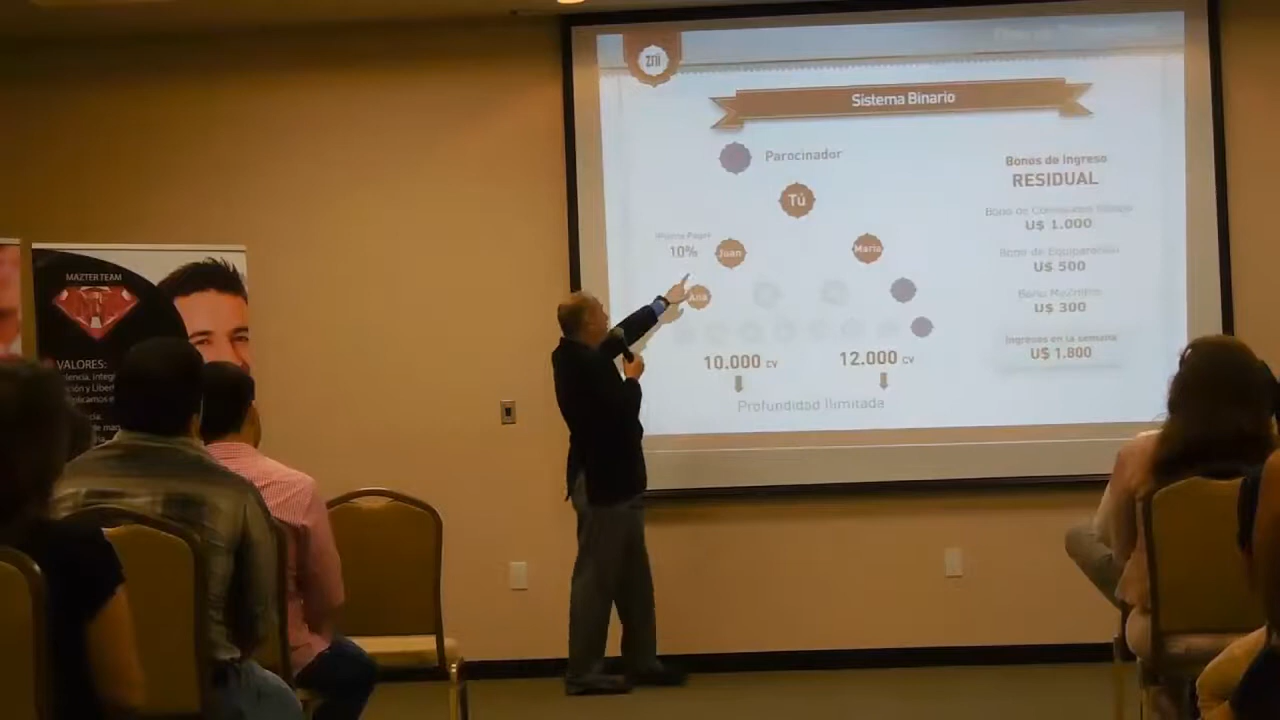 zrii
Sistema Binario
Parocinador
Tú
10%
Juan
María
Ana
10.000 CV
12.000 CV
Profundidad Ilimitada
Bonos de Ingreso
RESIDUAL
U$ 1.000
Bono de Equiparación
U$ 500
U$ 300
Ingresos en la semana
U$ 1.800
MAZTER TEAM
VALORES: